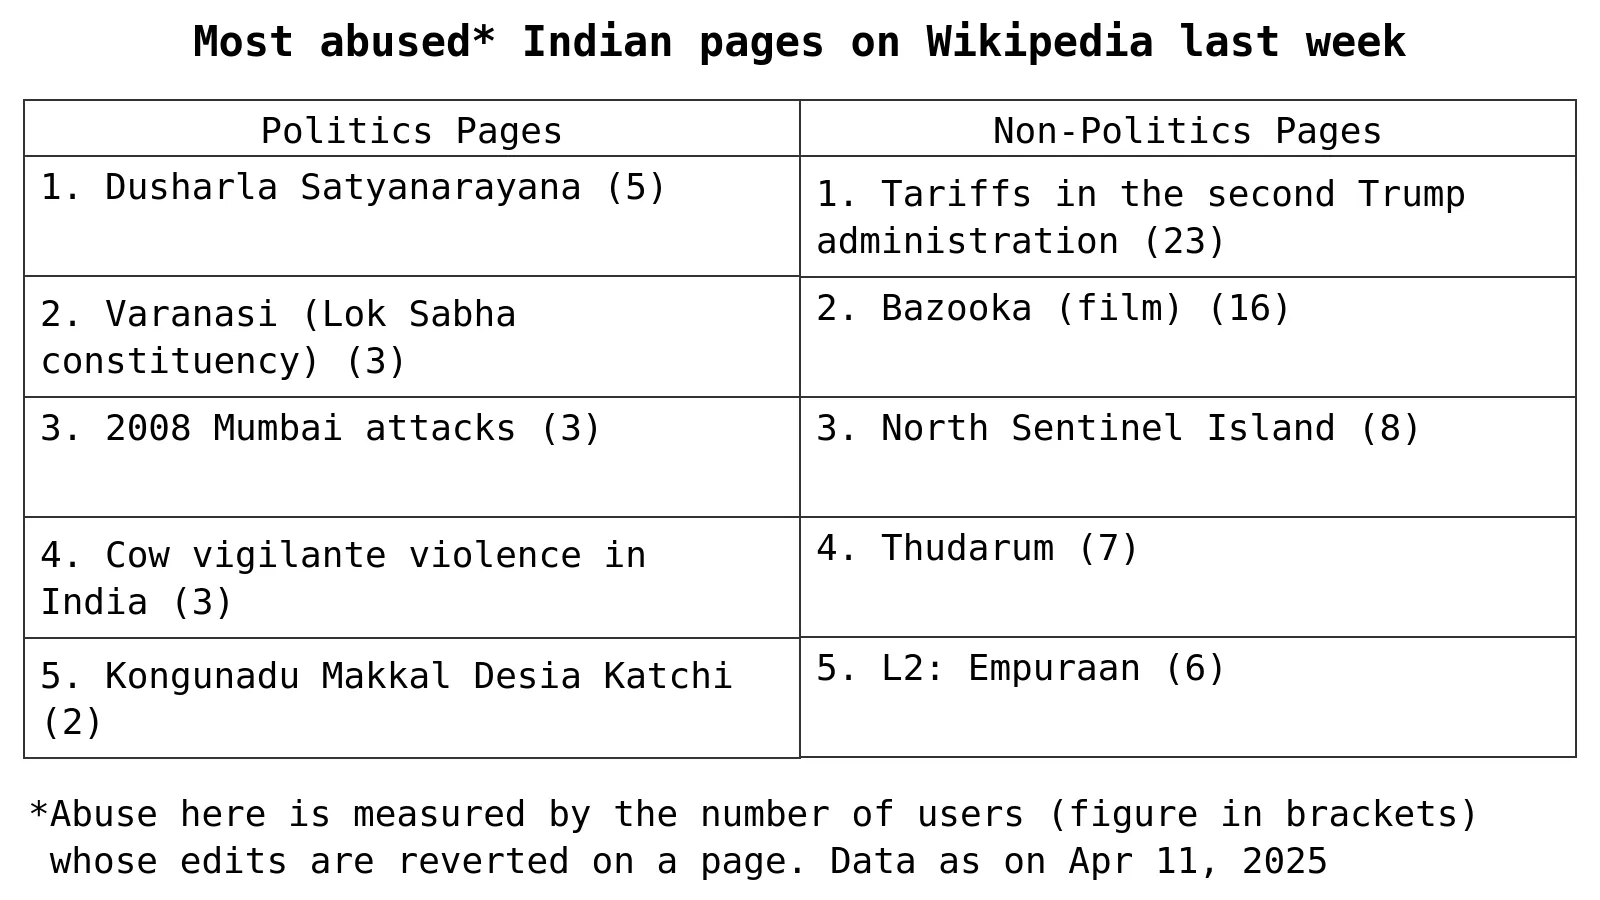 Most abused* Indian pages on Wikipedia last week
Politics Pages
Non-Politics Pages
1. Dusharla Satyanarayana (5)
1. Tariffs in the second Trump
administration (23)
2. Varanasi (Lok Sabha
constituency) (3)
2. Bazooka (film) (16)
3. 2008 Mumbai attacks (3)
3. North Sentinel Island (8)
4. Cow vigilante violence in
India (3)
4. Thudarum (7)
5. Kongunadu Makkal Desia Katchi
(2)
5. L2: Empuraan (6)
*Abuse here is measured by the number of users (figure in brackets)
whose edits are reverted on a page. Data as on Apr 11, 2025